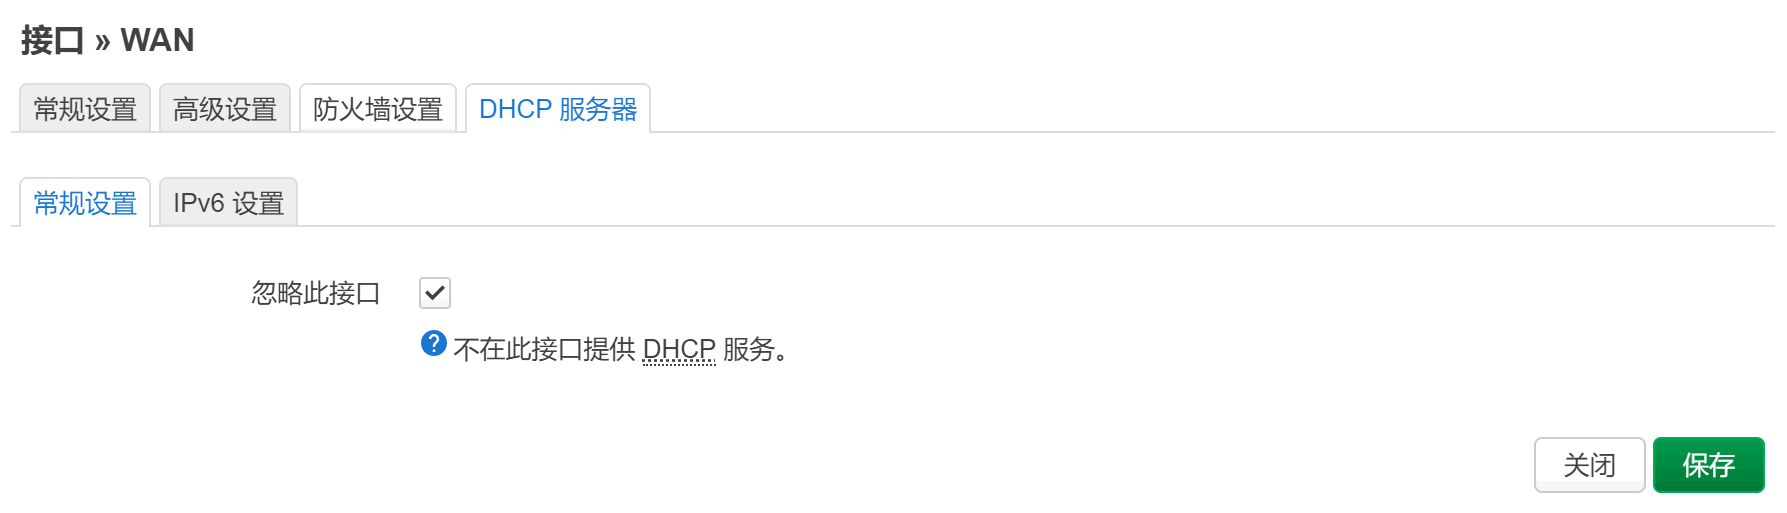 接口 » WAN
常规设置 高级设置 防火墙设置 DHCP 服务器
常规设置 IPv6 设置
忽略此接口
不在此接口提供 DHCP 服务。
关闭 保存